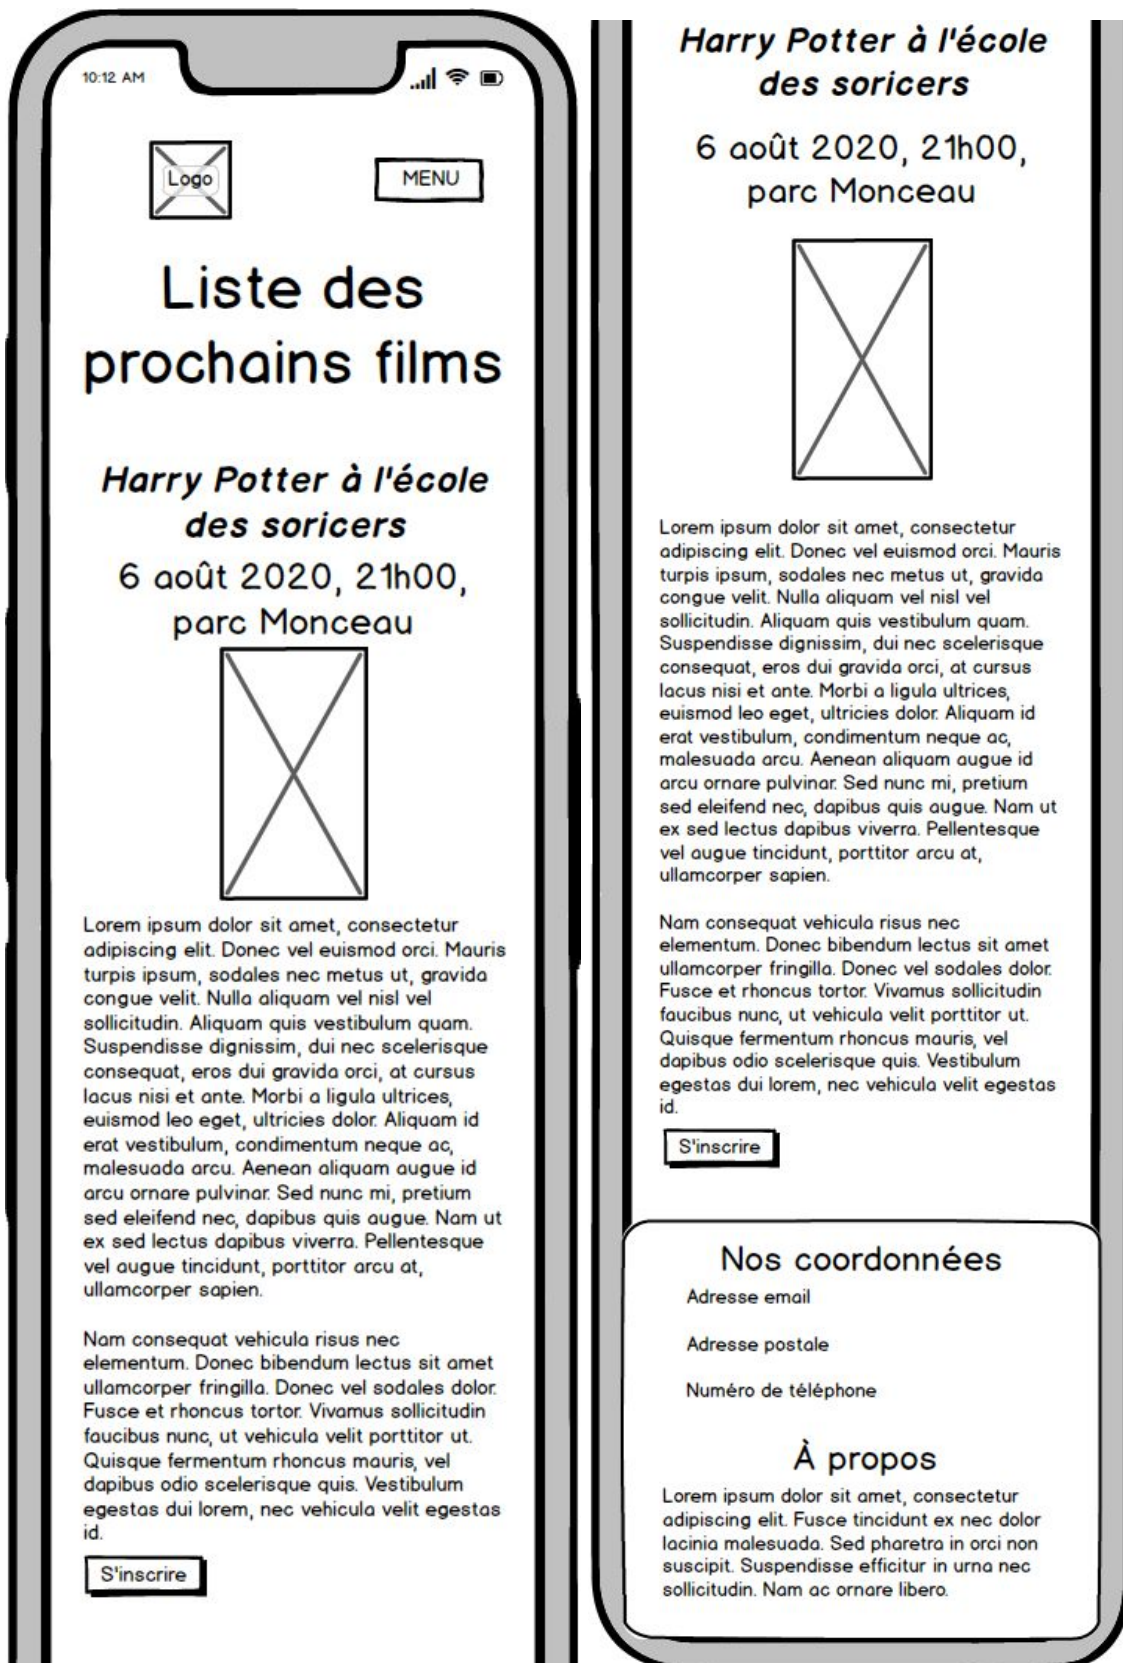 10:12 AM
Logo
MENU
Liste des
prochains films
Harry Potter à l'école
des soricers
6 août 2020, 21h00,
parc Monceau
Lorem ipsum dolor sit amet, consectetur
adipiscing elit. Donec vel euismod orci. Mauris
turpis ipsum, sodales nec metus ut, gravida
congue velit. Nulla aliquam vel nisl vel
sollicitudin. Aliquam quis vestibulum quam.
Suspendisse dignissim, dui nec scelerisque
consequat, eros dui gravida orci, at cursus
lacus nisi et ante. Morbi a ligula ultrices,
euismod leo eget, ultricies dolor. Aliquam id
erat vestibulum, condimentum neque ac,
malesuada arcu. Aenean aliquam augue id
arcu ornare pulvinar. Sed nunc mi, pretium
sed eleifend nec, dapibus quis augue. Nam ut
ex sed lectus dapibus viverra. Pellentesque
vel augue tincidunt, porttitor arcu at,
ullamcorper sapien.
Nam consequat vehicula risus nec
elementum. Donec bibendum lectus sit amet
ullamcorper fringilla. Donec vel sodales dolor.
Fusce et rhoncus tortor. Vivamus sollicitudin
faucibus nunc, ut vehicula velit porttitor ut.
Quisque fermentum rhoncus mauris, vel
dapibus odio scelerisque quis. Vestibulum
egestas dui lorem, nec vehicula velit egestas
id.
S'inscrire
Harry Potter à l'école
des soricers
6 août 2020, 21h00,
parc Monceau
Lorem ipsum dolor sit amet, consectetur
adipiscing elit. Donec vel euismod orci. Mauris
turpis ipsum, sodales nec metus ut, gravida
congue velit. Nulla aliquam vel nisl vel
sollicitudin. Aliquam quis vestibulum quam.
Suspendisse dignissim, dui nec scelerisque
consequat, eros dui gravida orci, at cursus
lacus nisi et ante. Morbi a ligula ultrices,
euismod leo eget, ultricies dolor. Aliquam id
erat vestibulum, condimentum neque ac,
malesuada arcu. Aenean aliquam augue id
arcu ornare pulvinar. Sed nunc mi, pretium
sed eleifend nec, dapibus quis augue. Nam ut
ex sed lectus dapibus viverra. Pellentesque
vel augue tincidunt, porttitor arcu at,
ullamcorper sapien.
Nam consequat vehicula risus nec
elementum. Donec bibendum lectus sit amet
ullamcorper fringilla. Donec vel sodales dolor.
Fusce et rhoncus tortor. Vivamus sollicitudin
faucibus nunc, ut vehicula velit porttitor ut.
Quisque fermentum rhoncus mauris, vel
dapibus odio scelerisque quis. Vestibulum
egestas dui lorem, nec vehicula velit egestas
id.
S'inscrire
Nos coordonnées
Adresse email
Adresse postale
Numéro de téléphone
À propos
Lorem ipsum dolor sit amet, consectetur
adipiscing elit. Fusce tincidunt ex nec dolor
lacinia malesuada. Sed pharetra in orci non
suscipit. Suspendisse efficitur in urna nec
sollicitudin. Nam ac ornare libero.